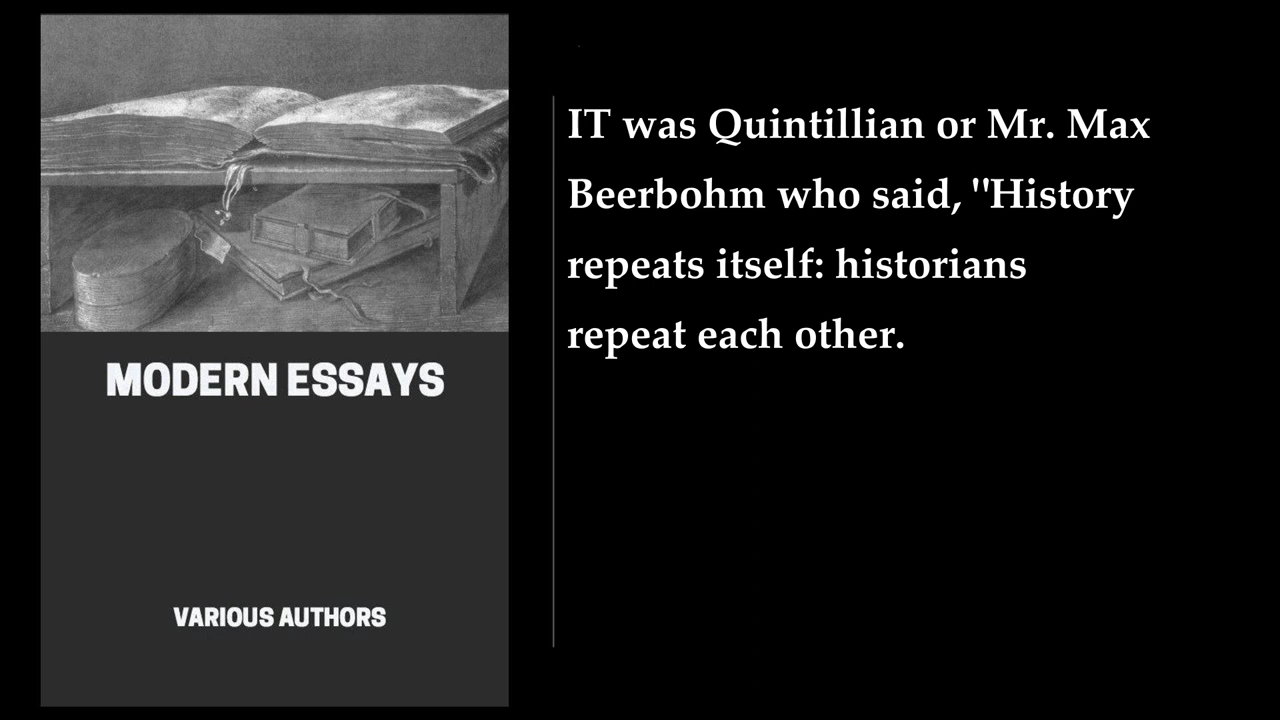 MODERN ESSAYS
VARIOUS AUTHORS
IT was Quintillian or Mr. Max
Beerbohm who said, "History
repeats itself: historians
repeat each other.